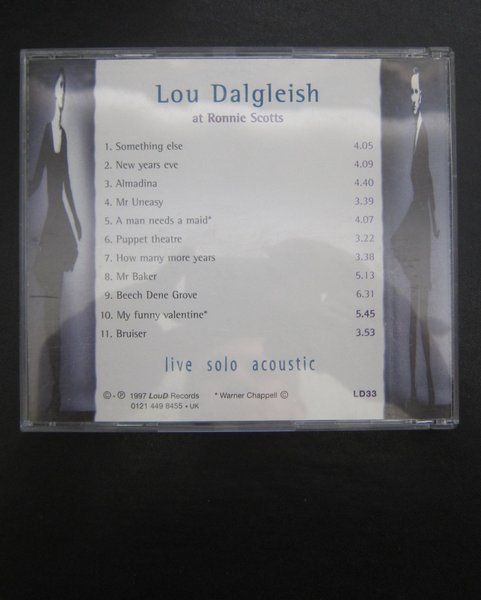 Lou Dalgleish
at Ronnie Scotts
1. Something else 4.05
2. New years eve 4.09
3. Almadina 4.40
4. Mr Uneasy 3.39
5. A man needs a maid* 4.07
6. Puppet theatre 3.22
7. How many more years 3.38
8. Mr Baker 5.13
9. Beech Dene Grove 6.31
10. My funny valentine* 5.45
11. Bruiser 3.53
live solo acoustic
© + ℗ 1997 LouD Records * Warner Chappell © LD33
0121 449 8455 • UK